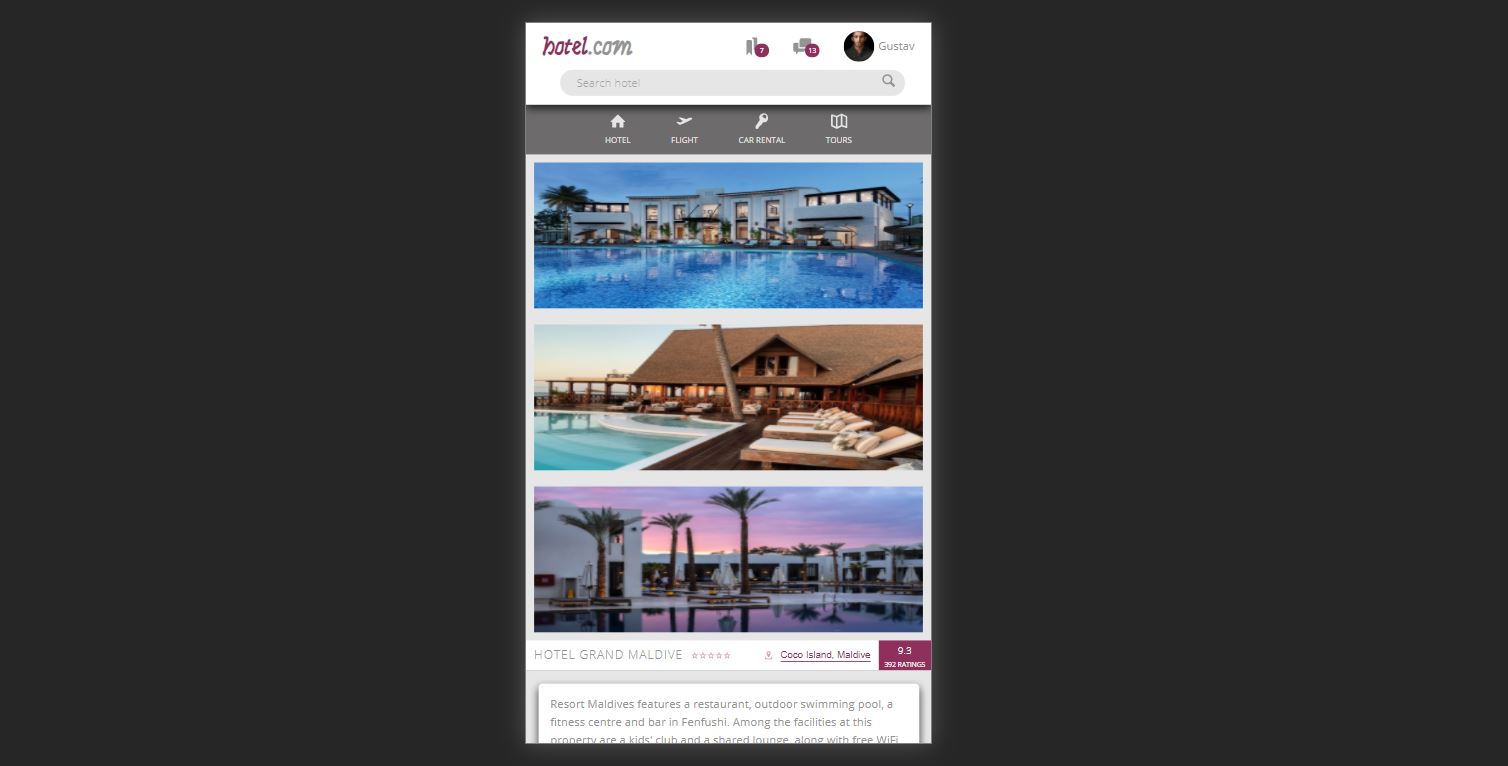 hotel.com
7
13
Gustav
Search hotel
HOTEL
FLIGHT
CAR RENTAL
TOURS
HOTEL GRAND MALDIVE ☆☆☆☆☆
Coco Island, Maldive
9.3
392 RATINGS
Resort Maldives features a restaurant, outdoor swimming pool, a
fitness centre and bar in Fenfushi. Among the facilities at this
property are a kids' club and a shared lounge, along with free WiFi